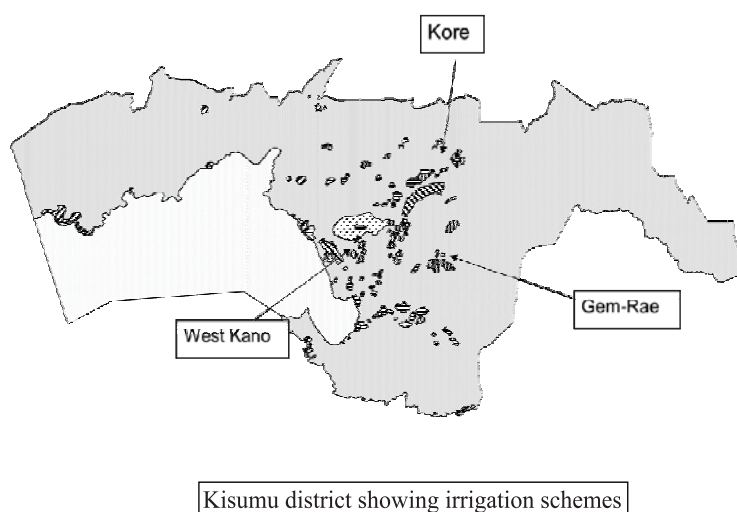 Kore
Gem-Rae
West Kano
Kisumu district showing irrigation schemes